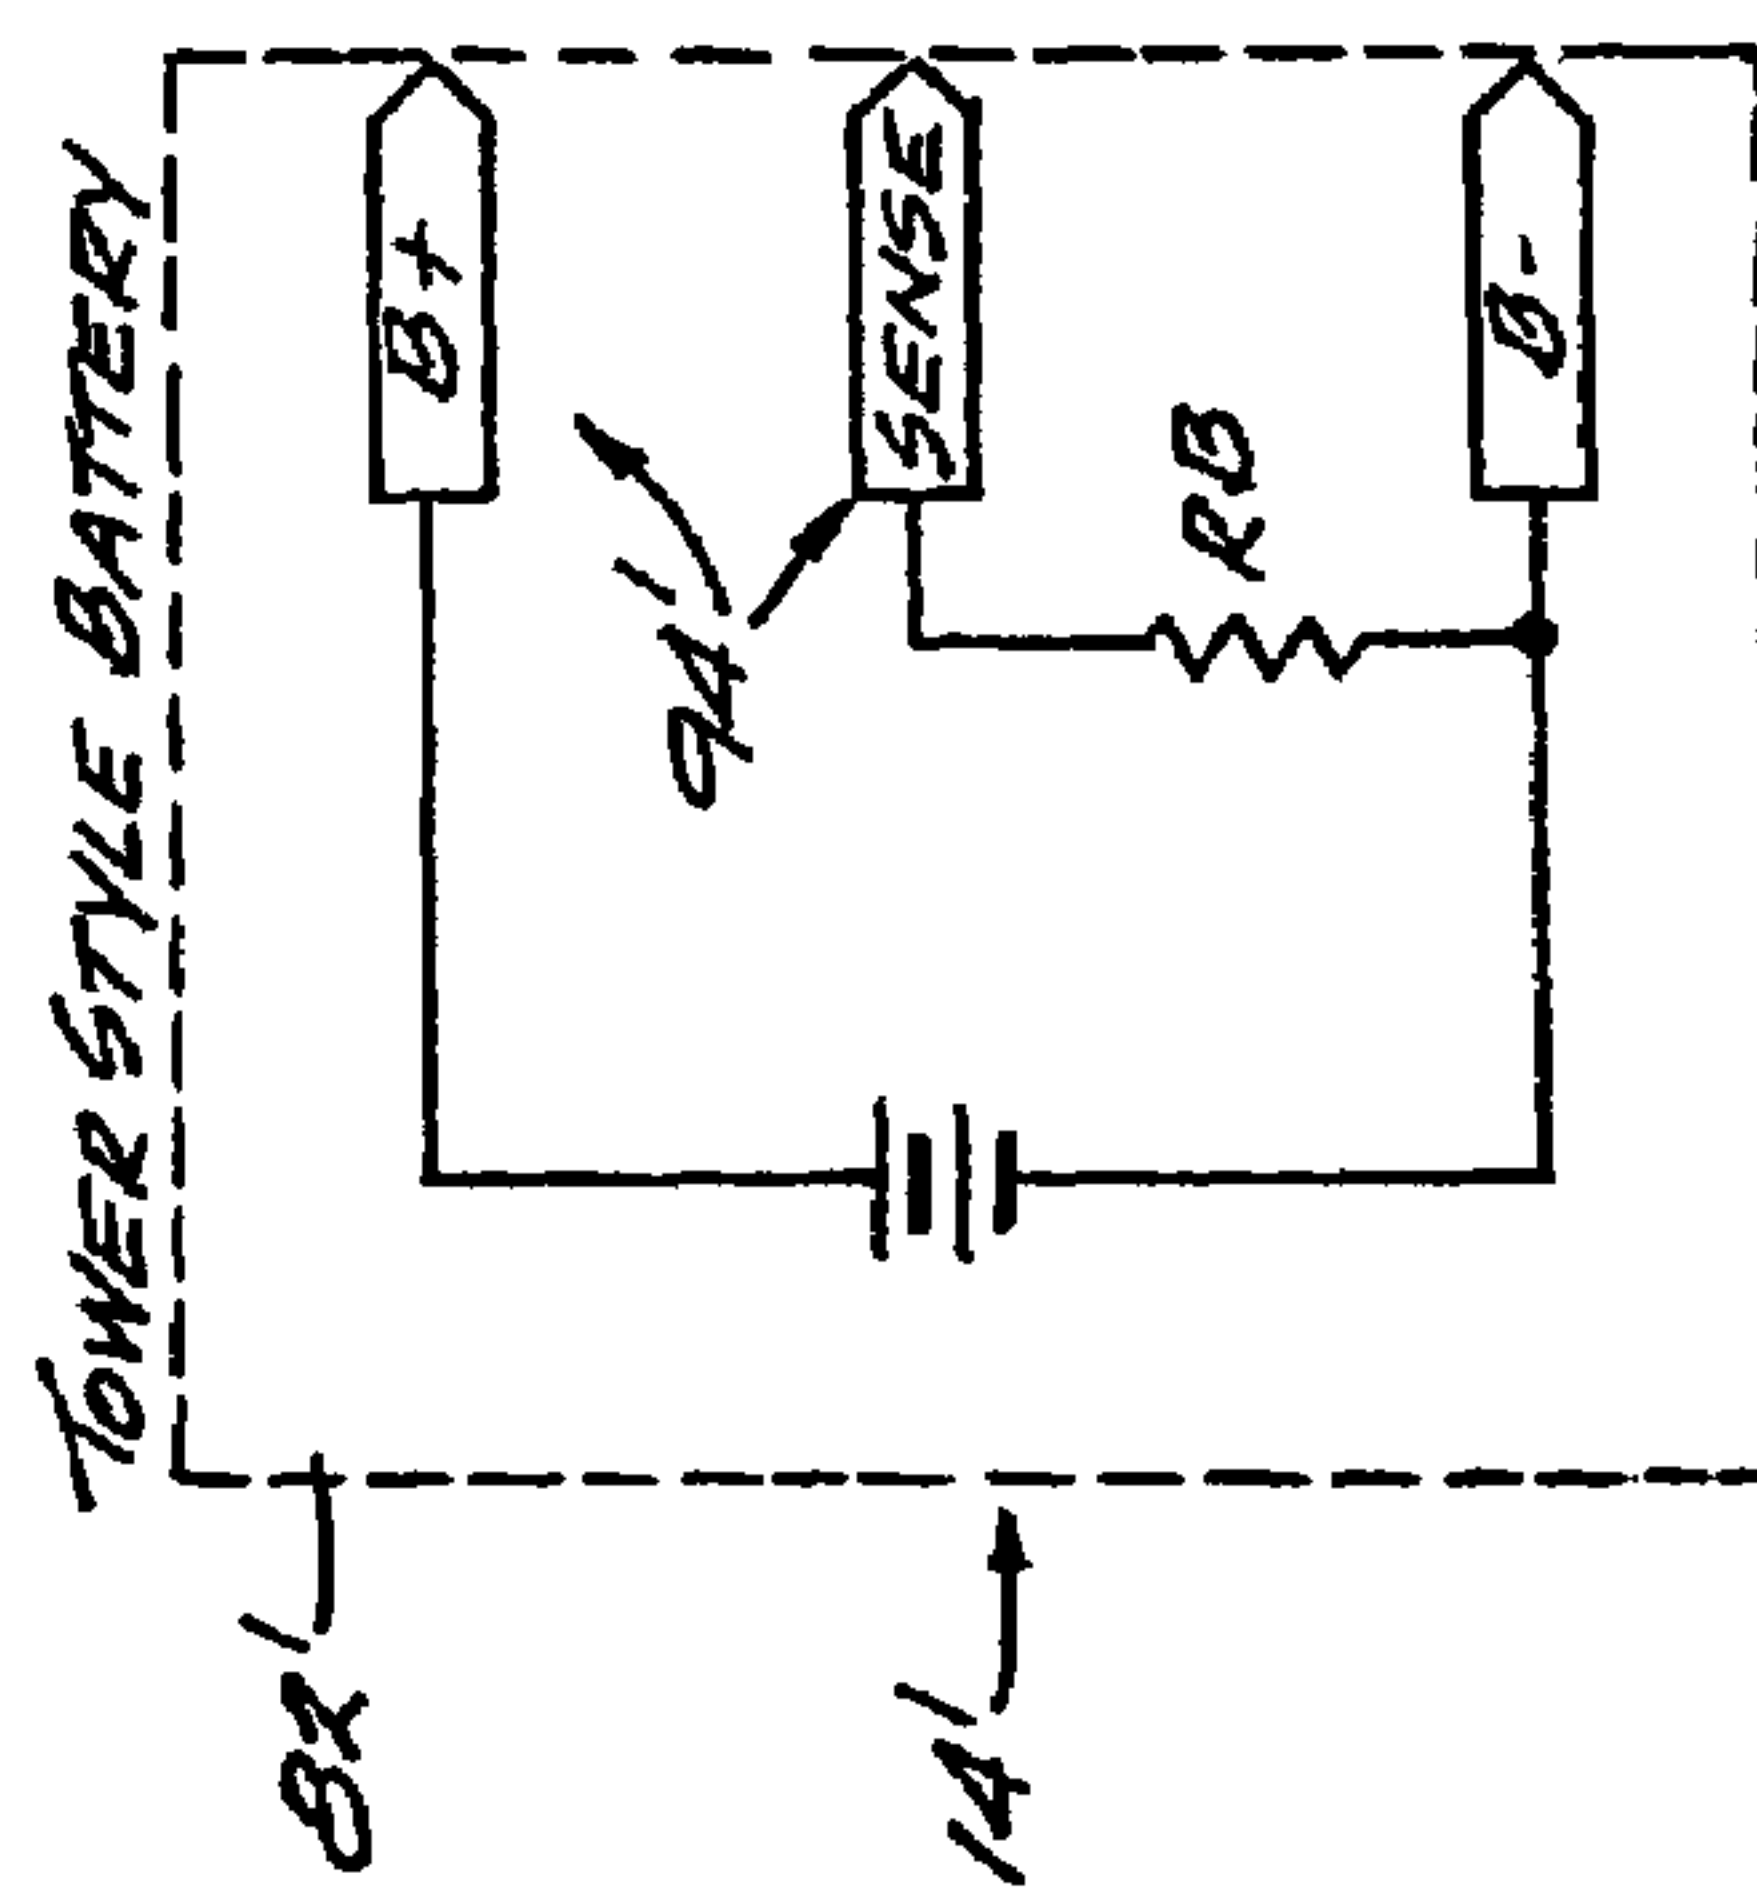 TOWER STYLE BATTERY
82'
B+
94'
SENSE
14'
RB
B-